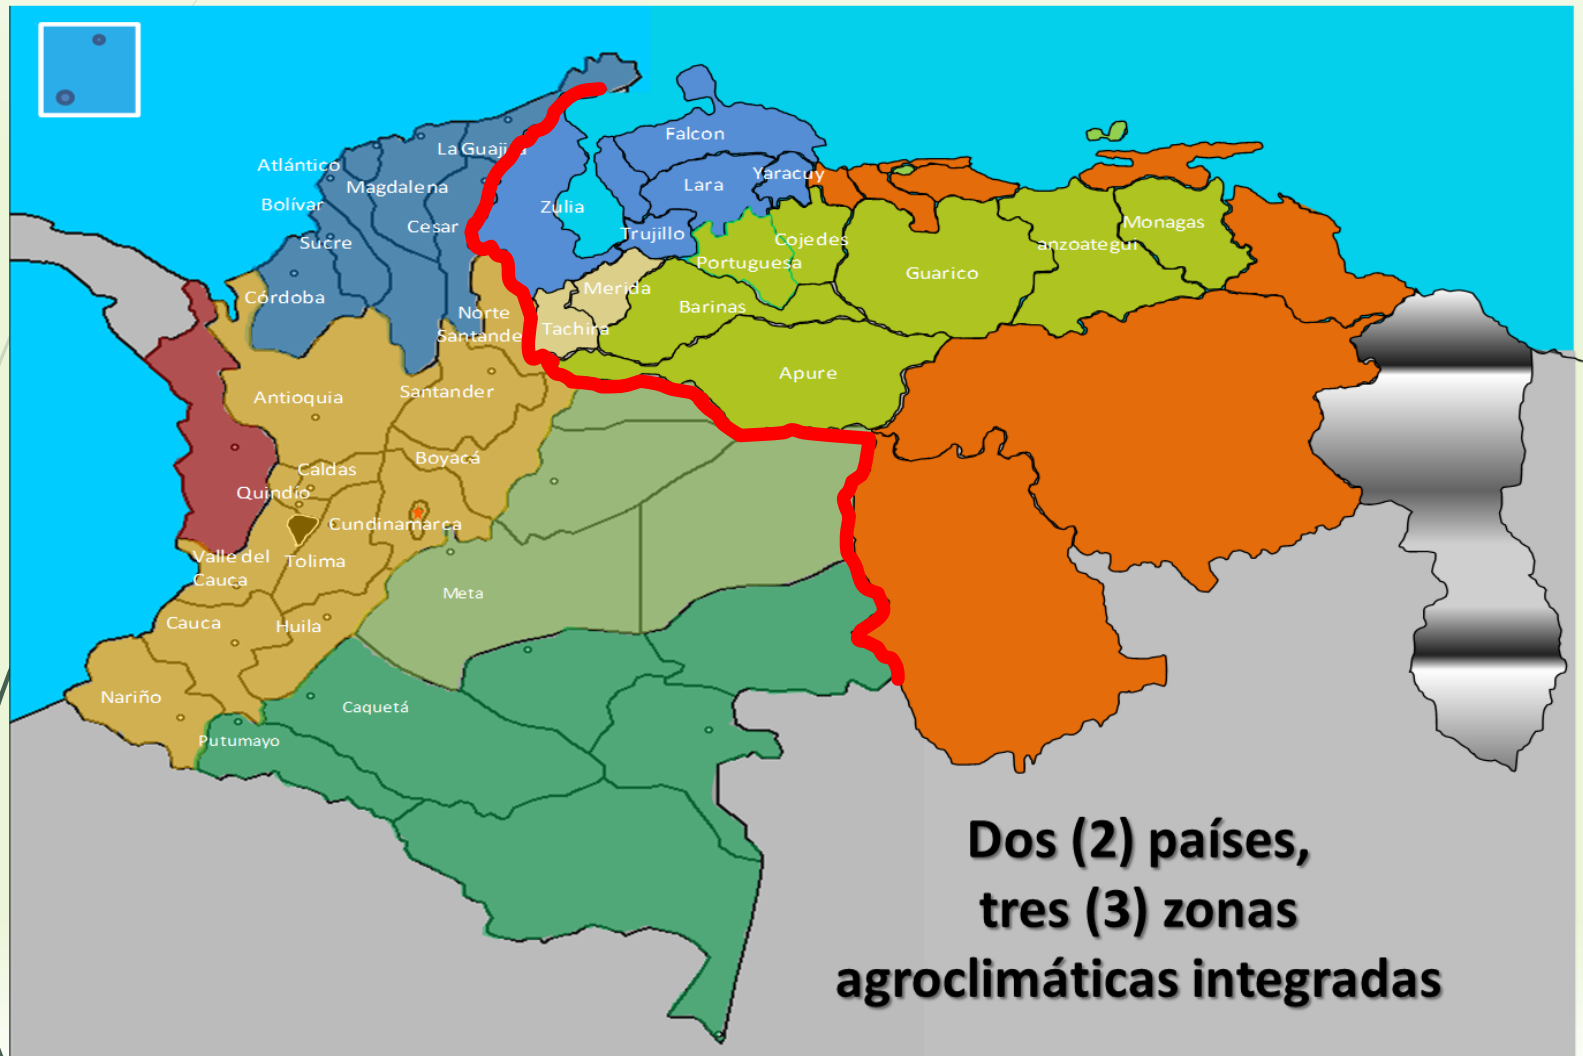 Falcon
La Guajira
Atlántico
Yaracuy
Magdalena
Lara
Bolívar
Zulia
Cesar
Monagas
Trujillo
Sucre
Cojedes
anzoategui
Portuguesa
Guarico
Merida
Córdoba
Barinas
Norte
Santande
Tachira
Apure
Santander
Antioquia
Boyacá
Caldas
Quindío
Cundinamarca
Valle del
Cauca
Tolima
Meta
Cauca
Huila
Nariño
Caquetá
Putumayo
Dos (2) países,
tres (3) zonas
agroclimáticas integradas